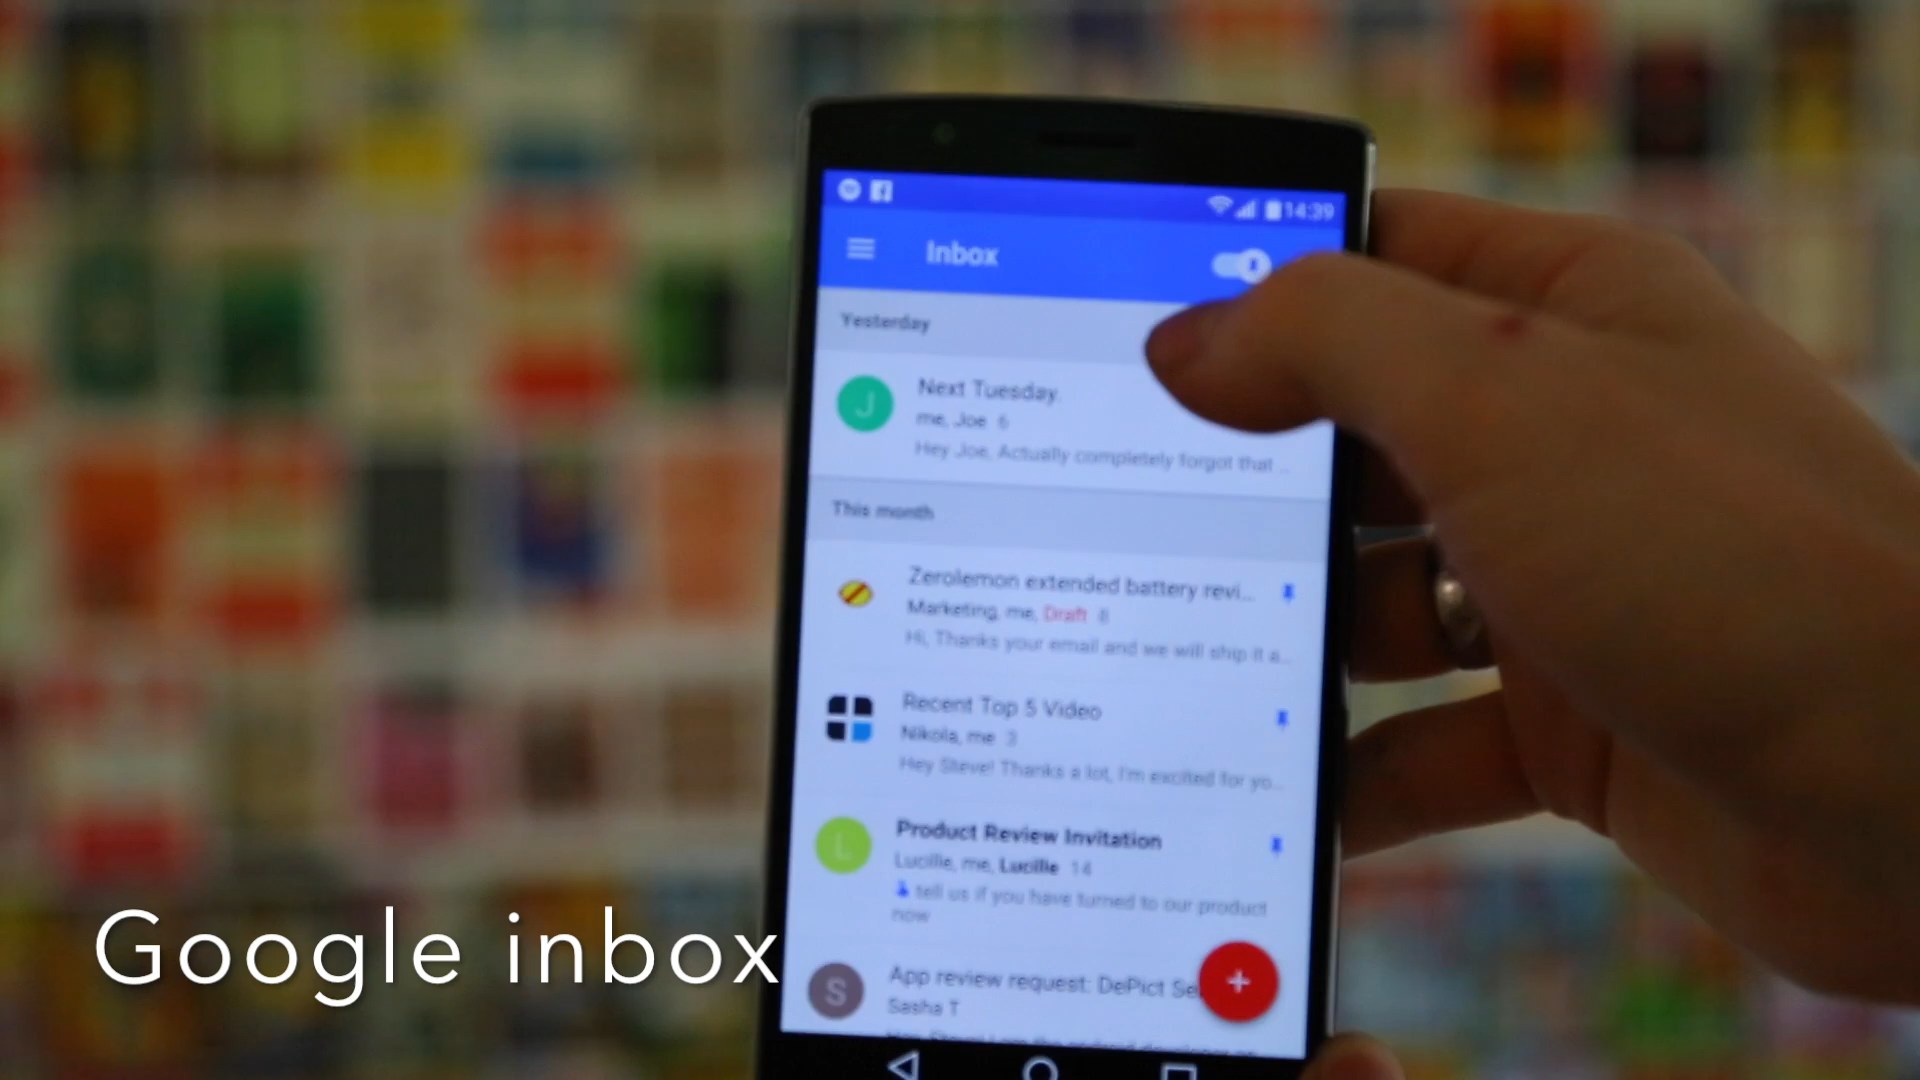 14:39
Inbox
Yesterday
J
Next Tuesday
me, Joe 6
Hey Joe, Actually completely forgot that ...
This month
Zerolemon extended battery revi...
Marketing, me, Draft 8
Hi, Thanks your email and we will ship it a...
Recent Top 5 Video
Nikola, me 3
Hey Steve! Thanks a lot, I'm excited for yo...
L
Product Review Invitation
Lucille, me, Lucille 14
tell us if you have turned to our product
now
S
App review request: DePict Se
Sasha T
Google inbox